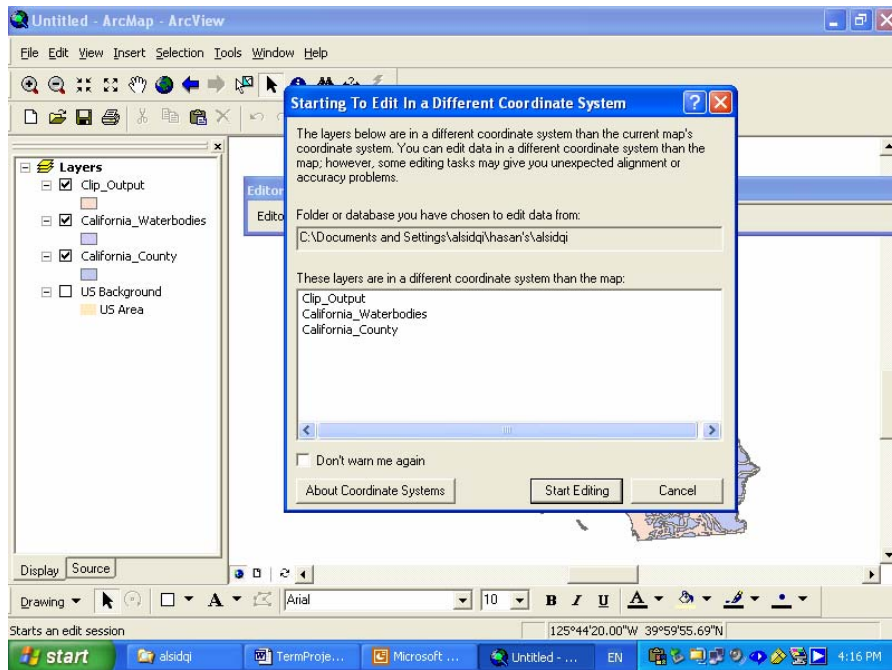 Untitled - ArcMap - ArcView
File Edit View Insert Selection Tools Window Help
Starting To Edit In a Different Coordinate System
The layers below are in a different coordinate system than the current map's
coordinate system. You can edit data in a different coordinate system than the
map; however, some editing tasks may give you unexpected alignment or
accuracy problems.
Folder or database you have chosen to edit data from:
C:\Documents and Settings\alsidqi\hasan's\alsidqi
These layers are in a different coordinate system than the map:
Clip_Output
California_Waterbodies
California_County
Don't warn me again
About Coordinate Systems
Start Editing
Cancel
Editor
Edito
Layers
Clip_Output
California_Waterbodies
California_County
US Background
US Area
Display Source
Drawing A Arial 10 B I U A
Starts an edit session
125°44'20.00"W 39°59'55.69"N
start alsidqi TermProje... Microsoft ... Untitled - ... EN 4:16 PM